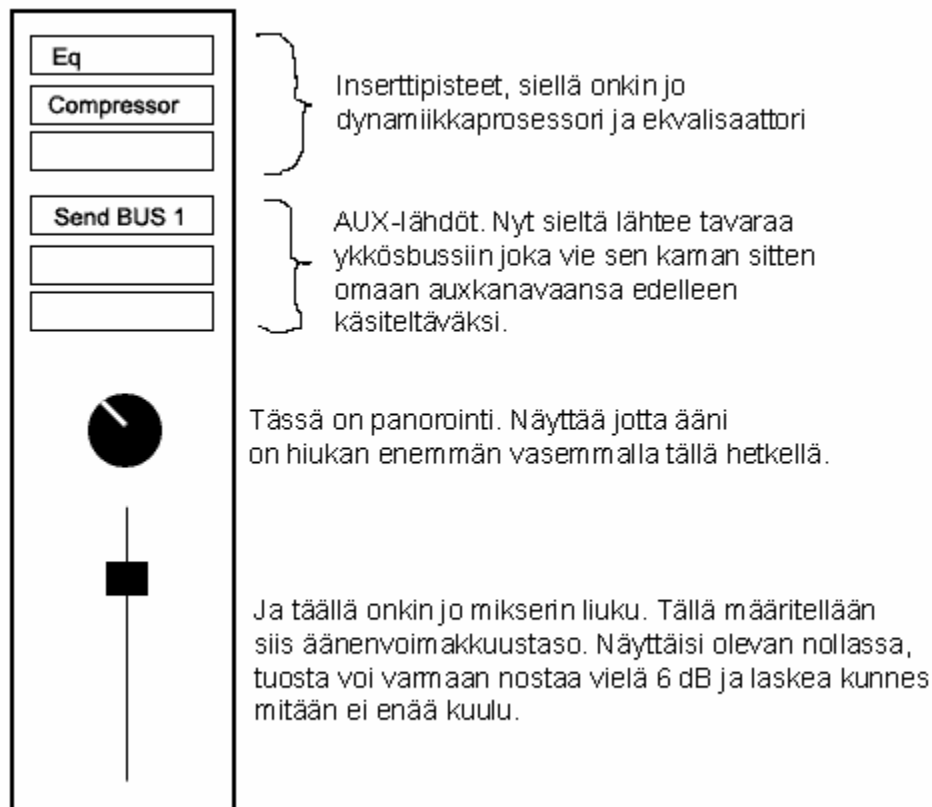 Eq
Compressor
Inserttipisteet, siellä onkin jo
dynamiikkaprosessori ja ekvalisaattori
Send BUS 1
AUX-lähdöt. Nyt sieltä lähtee tavaraa
ykkösbussiin joka vie sen kaman sitten
omaan auxkanavaansa edelleen
käsiteltäväksi.
Tässä on panorointi. Näyttää jotta ääni
on hiukan enemmän vasemmalla tällä hetkellä.
Ja täällä onkin jo mikserin liuku. Tällä määritellään
siis äänenvoimakkuustaso. Näyttäisi olevan nollassa,
tuosta voi varmaan nostaa vielä 6 dB ja laskea kunnes
mitään ei enää kuulu.